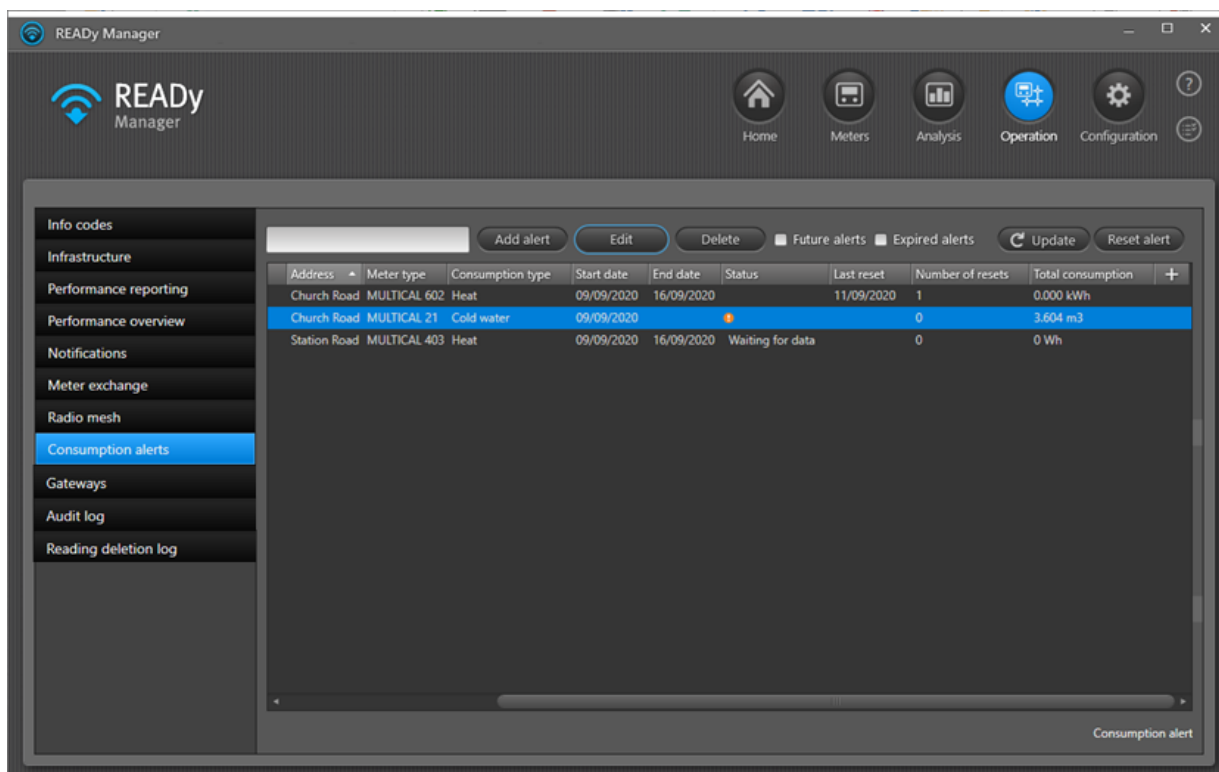 READy Manager
READy
Manager
Home Meters Analysis Operation Configuration
?
Info codes
Infrastructure
Performance reporting
Performance overview
Notifications
Meter exchange
Radio mesh
Consumption alerts
Gateways
Audit log
Reading deletion log
Add alert Edit Delete Future alerts Expired alerts Update Reset alert
Address Meter type Consumption type Start date End date Status Last reset Number of resets Total consumption +
Church Road MULTICAL 602 Heat 09/09/2020 16/09/2020 11/09/2020 1 0.000 kWh
Church Road MULTICAL 21 Cold water 09/09/2020 0 3.604 m3
Station Road MULTICAL 403 Heat 09/09/2020 16/09/2020 Waiting for data 0 0 Wh
Consumption alert